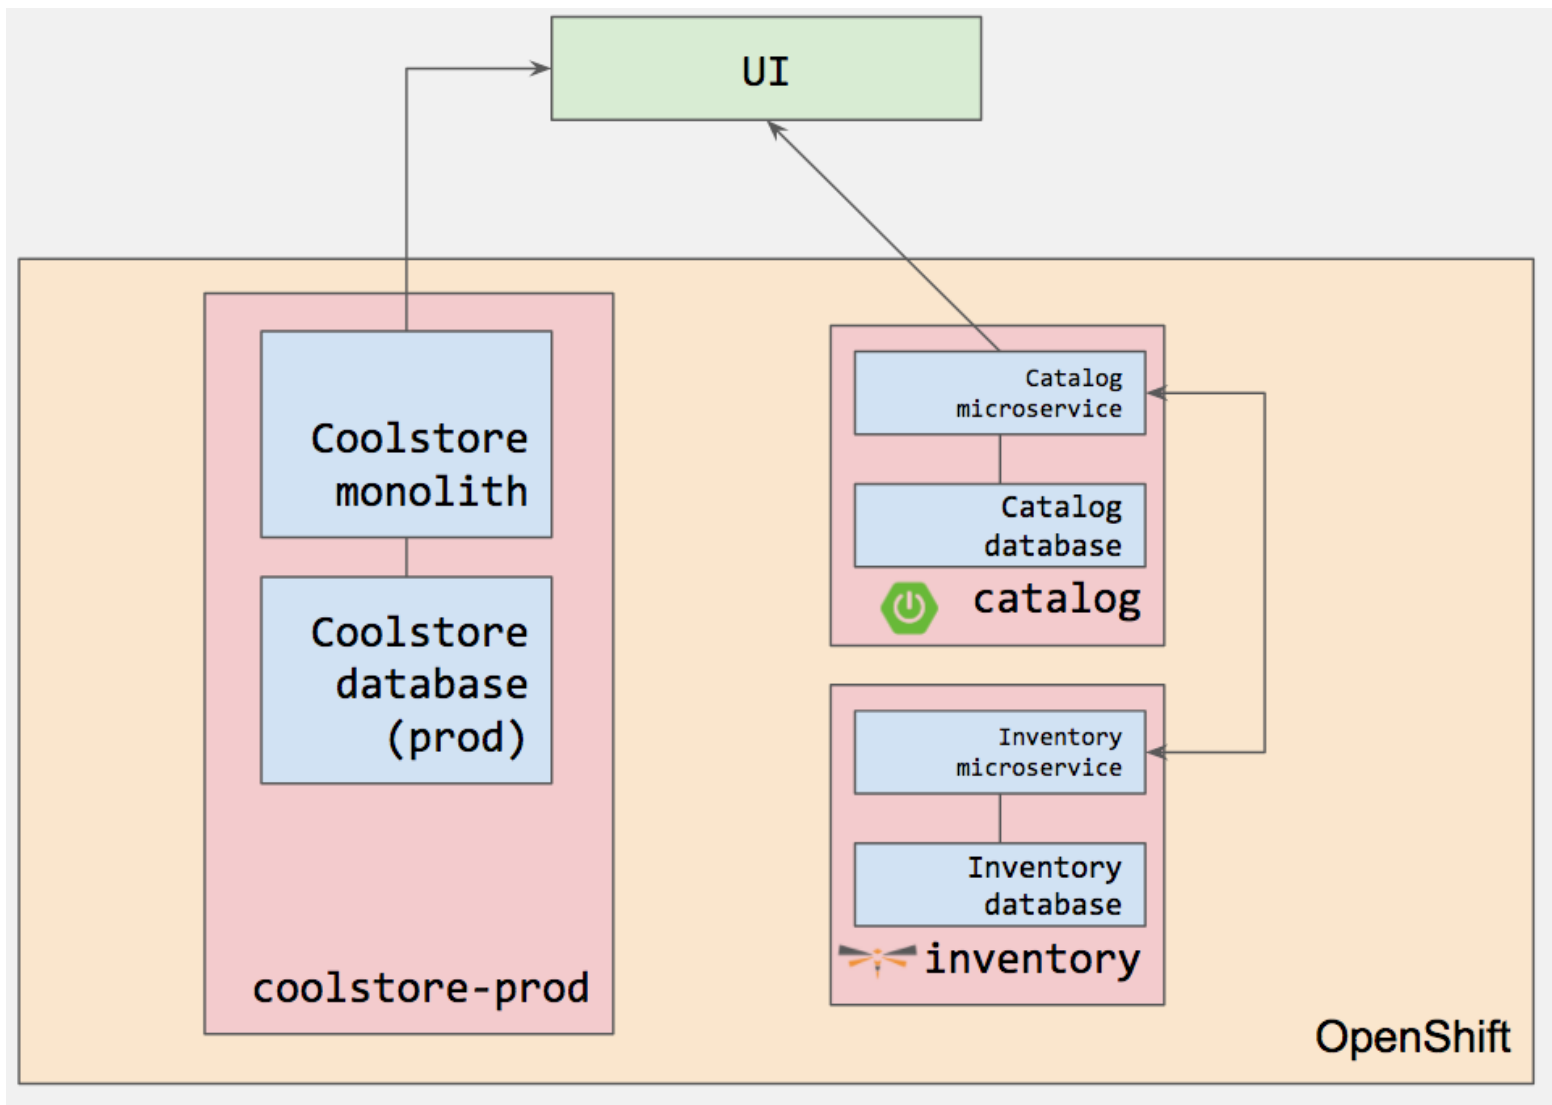 UI
Coolstore
monolith
Coolstore
database
(prod)
coolstore-prod
Catalog
microservice
Catalog
database
catalog
Inventory
microservice
Inventory
database
inventory
OpenShift